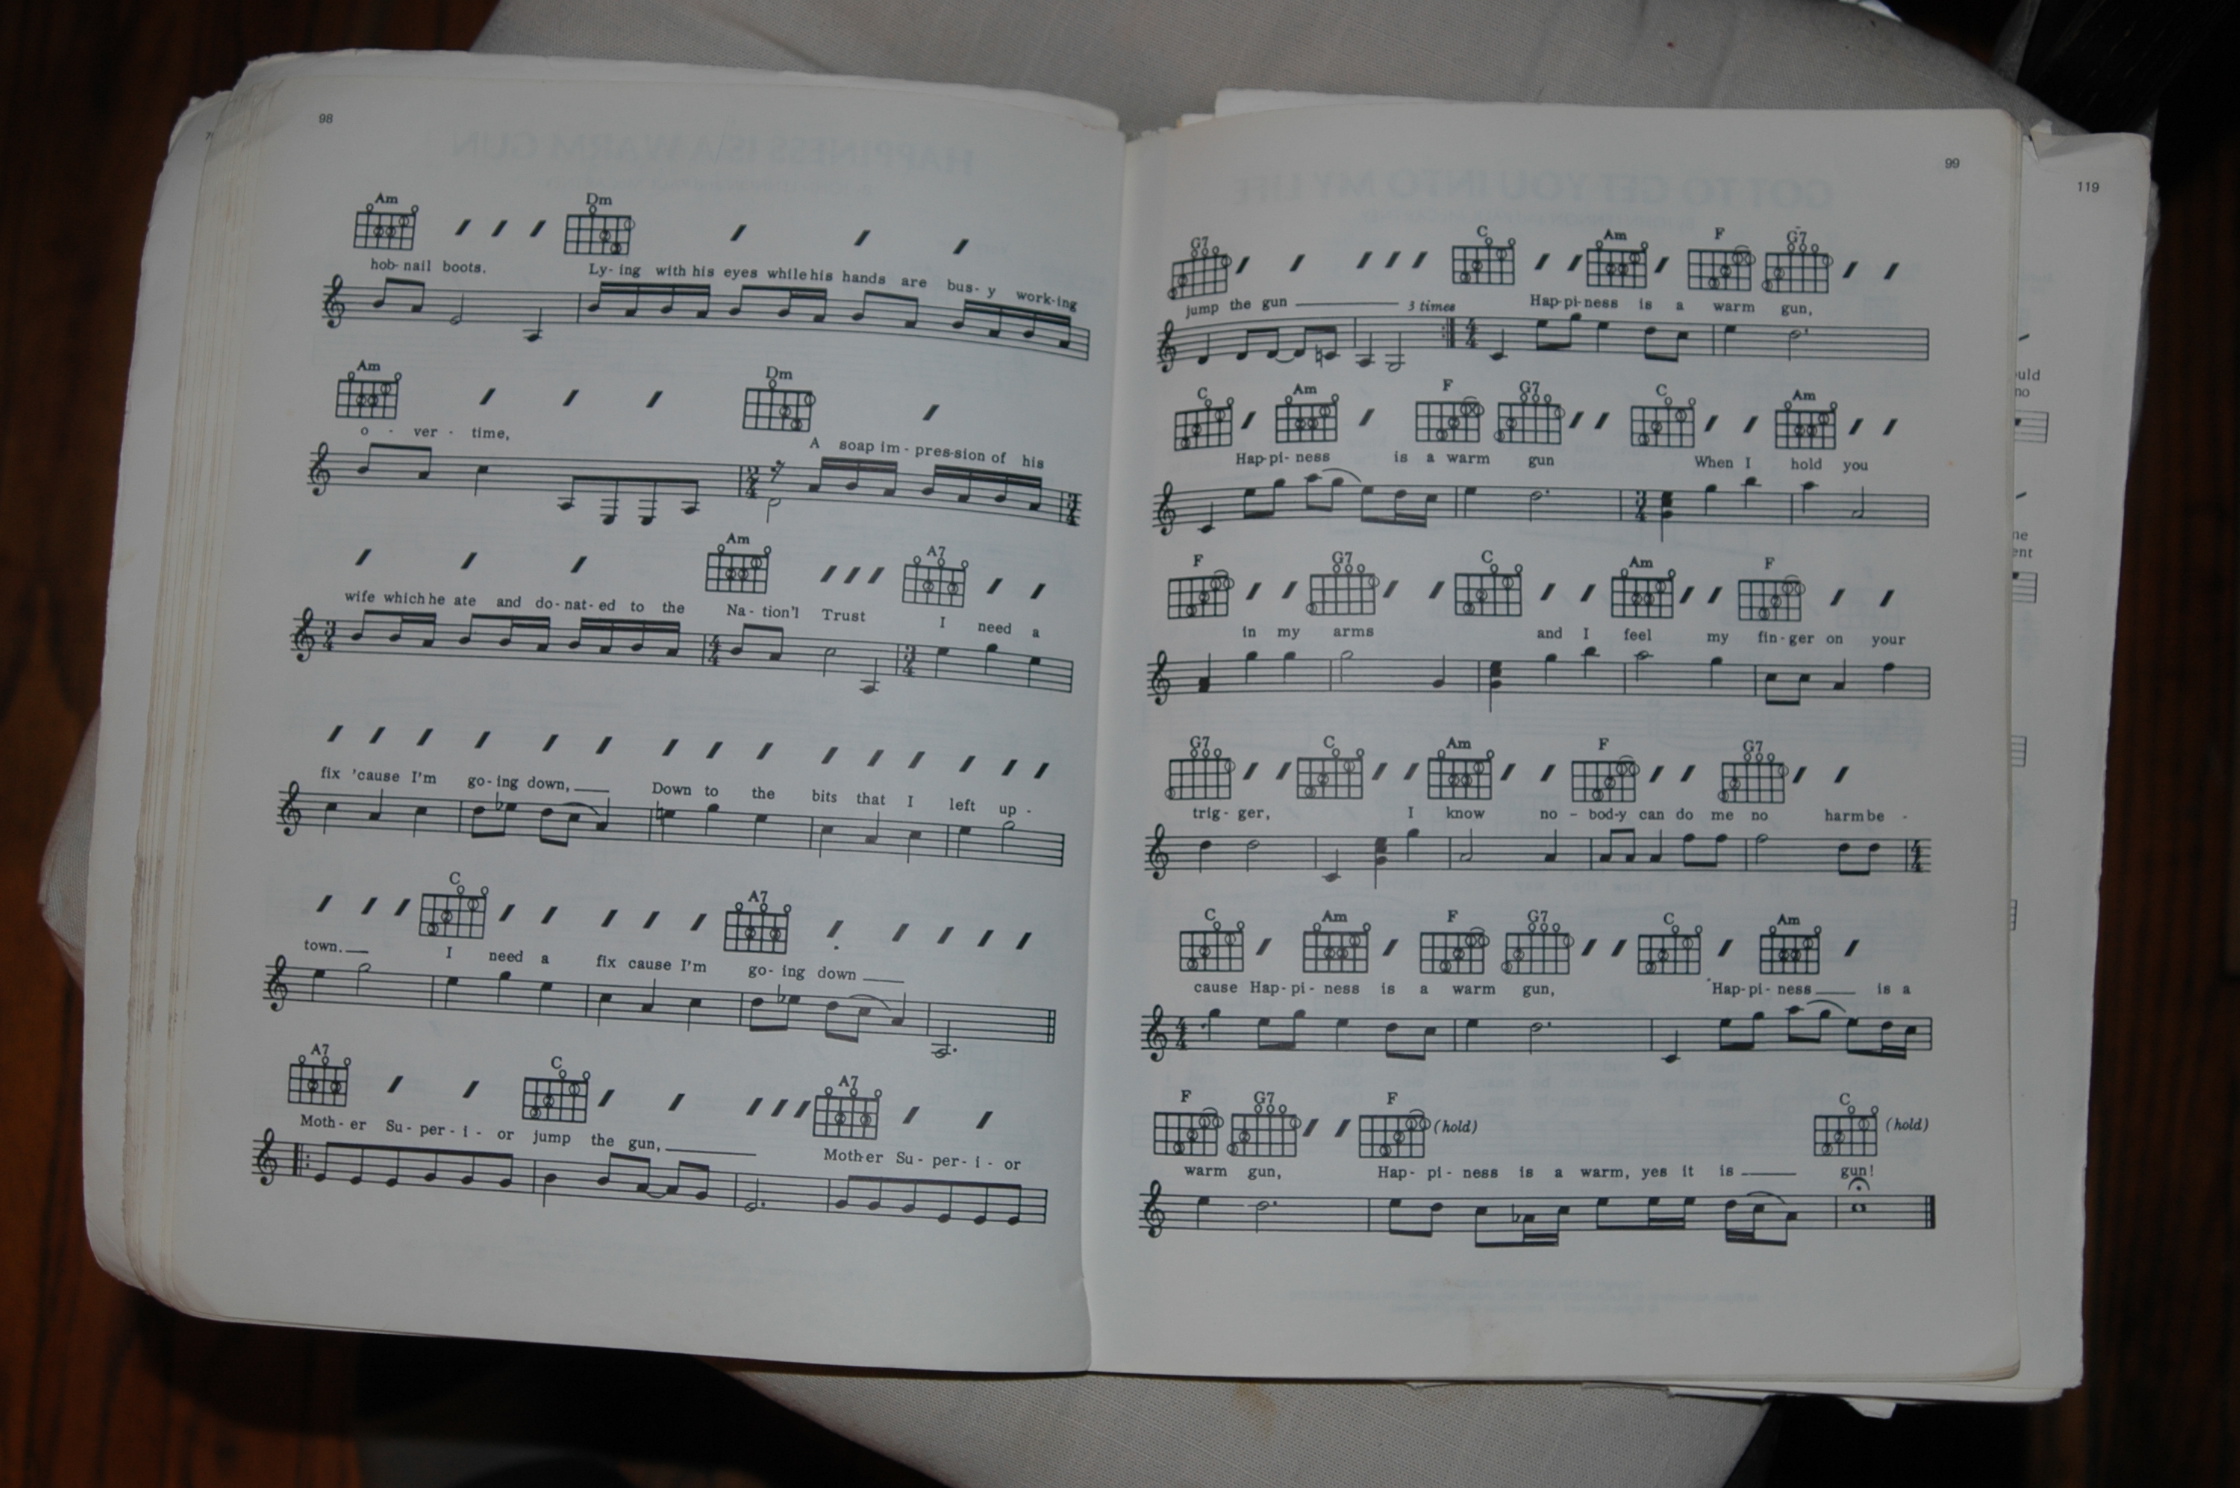 98
Am Dm
hob-nail boots. Ly-ing with his eyes while his hands are bus-y work-ing
Am Dm
o - ver - time, A soap im-pres-sion of his
Am A7
wife which he ate and do-nat-ed to the Na-tion'l Trust I need a
fix 'cause I'm go-ing down, Down to the bits that I left up-
C A7
town. I need a fix cause I'm go-ing down
A7 C A7
Moth-er Su-per-i-or jump the gun, Mother Su-per-i-or
99
G7 C Am F G7
jump the gun 3 times Hap-pi-ness is a warm gun,
C Am F G7 C Am
Hap-pi-ness is a warm gun When I hold you
F G7 C Am F
in my arms and I feel my fin-ger on your
G7 C Am F G7
trig-ger, I know no-bod-y can do me no harm be-
C Am F G7 C Am
cause Hap-pi-ness is a warm gun, Hap-pi-ness is a
F G7 F (hold) C (hold)
warm gun, Hap-pi-ness is a warm, yes it is gun!
119